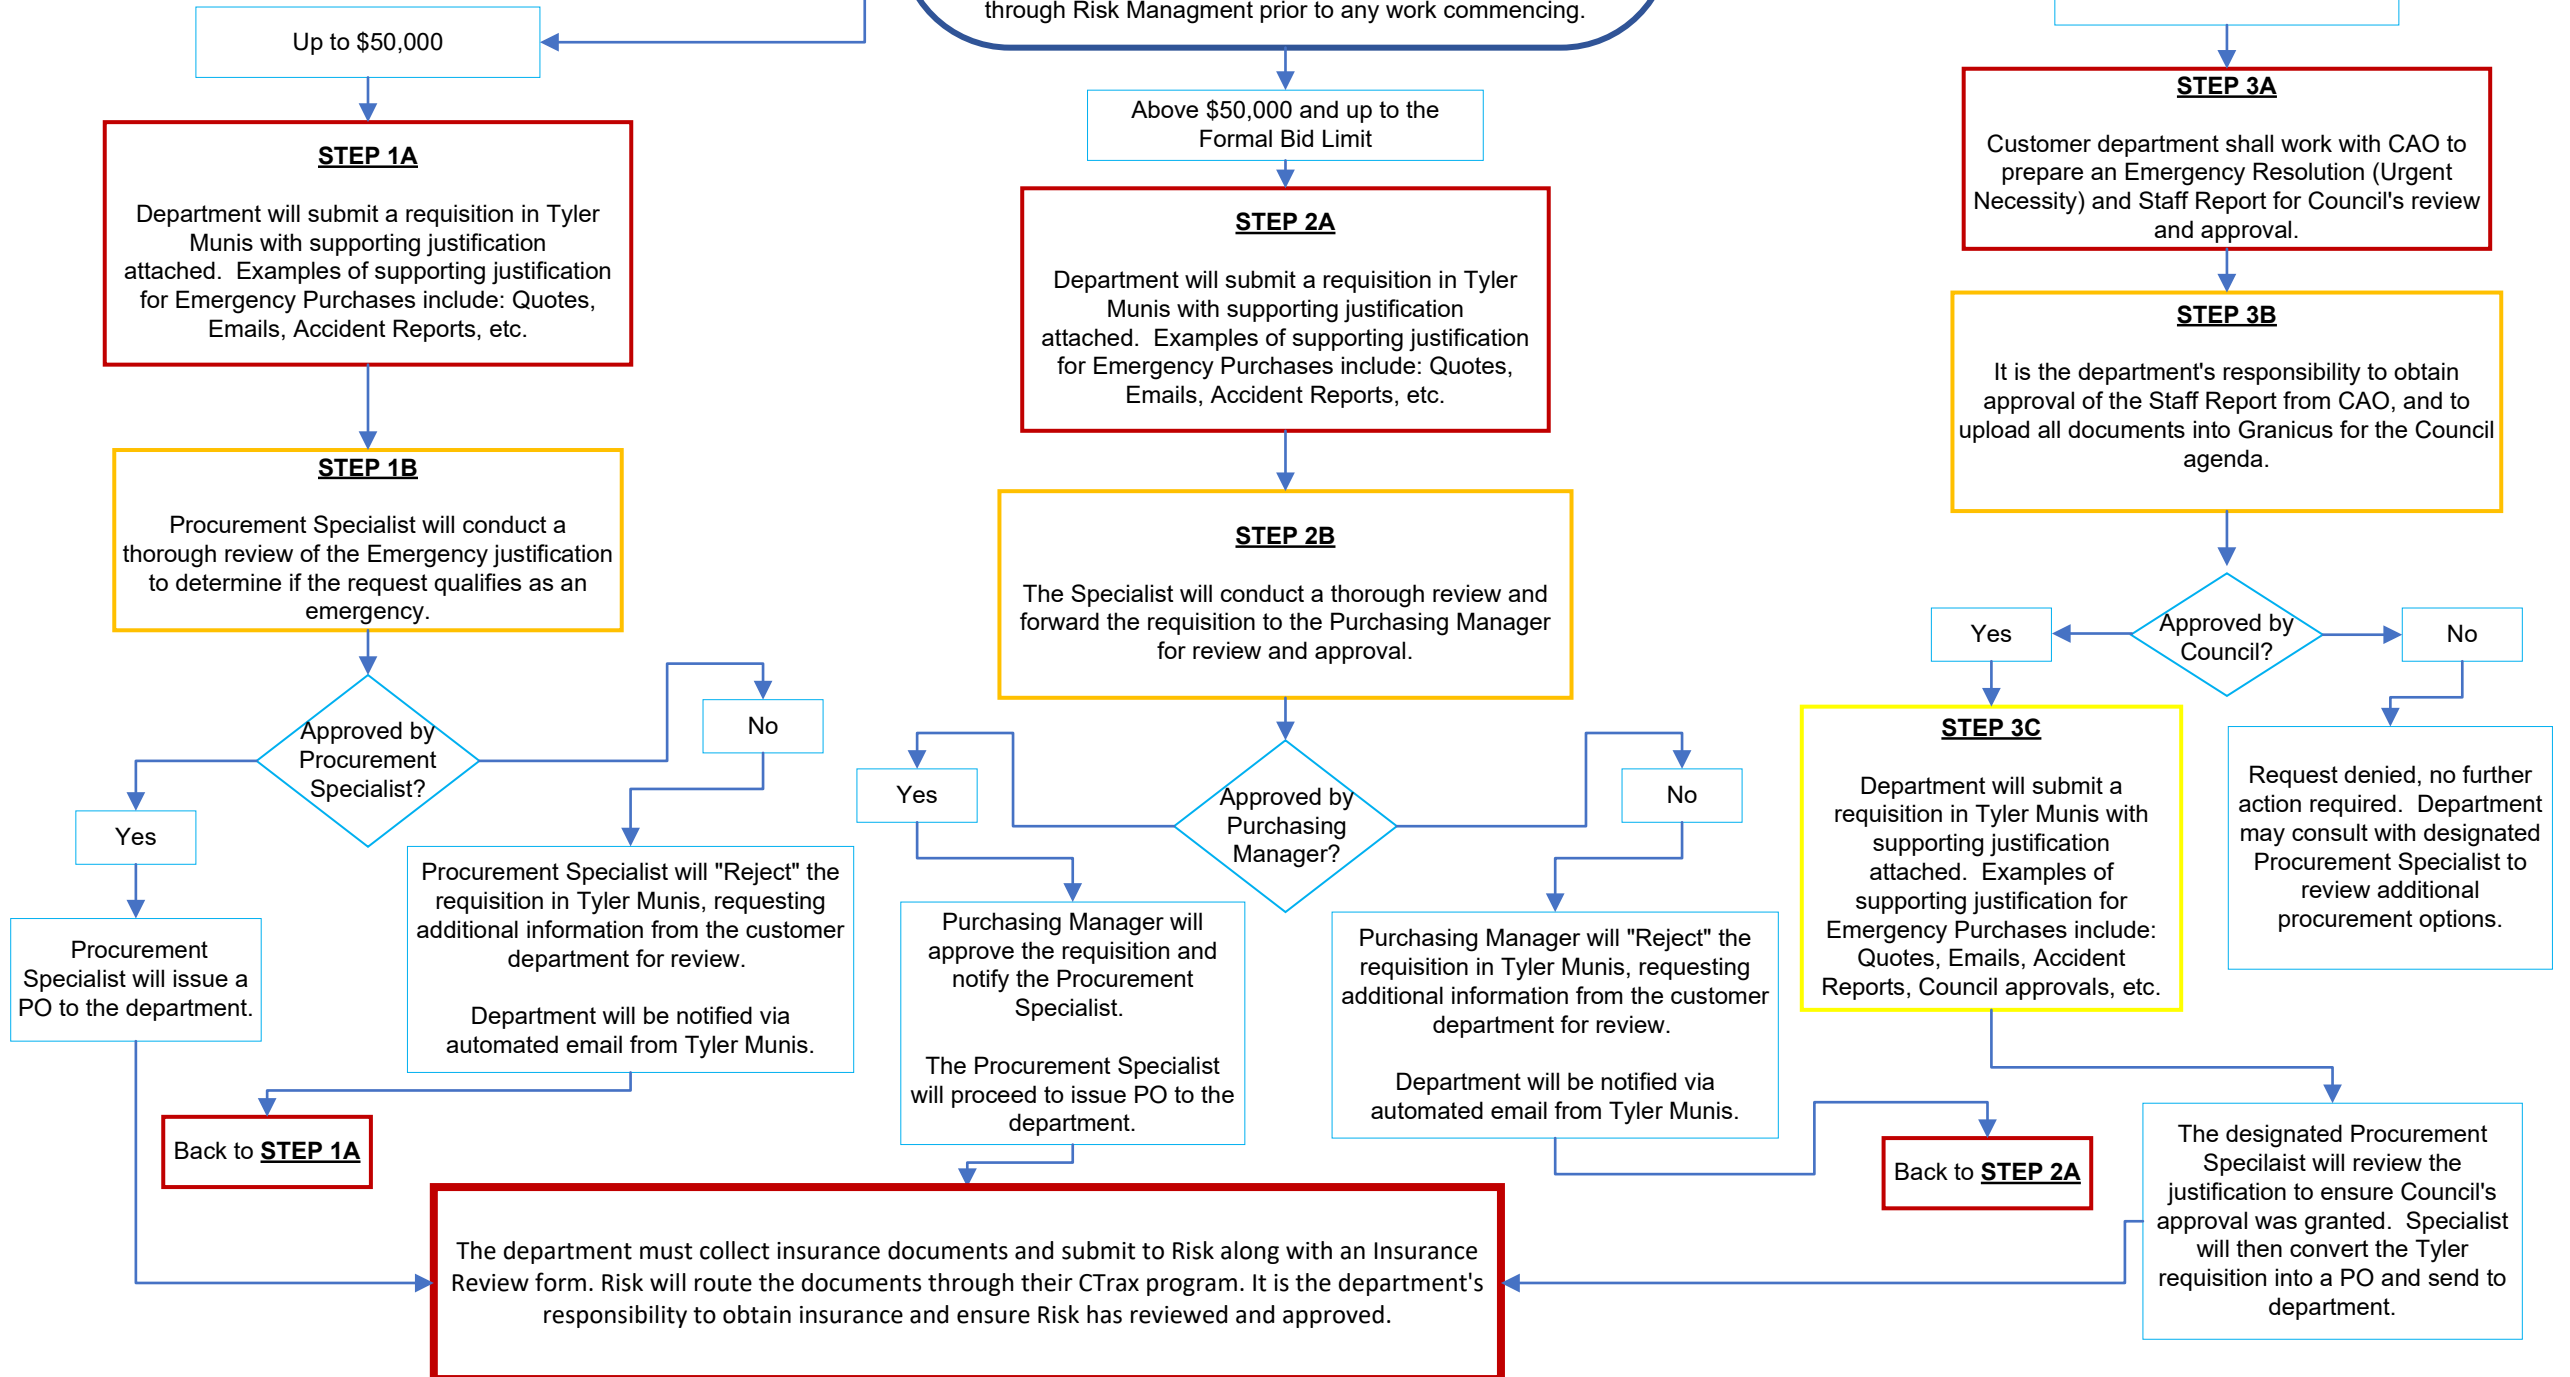 through Risk Managment prior to any work commencing.
Up to $50,000
STEP 1A
Department will submit a requisition in Tyler
Munis with supporting justification
attached.  Examples of supporting justification
for Emergency Purchases include: Quotes,
Emails, Accident Reports, etc.
STEP 1B
Procurement Specialist will conduct a
thorough review of the Emergency justification
to determine if the request qualifies as an
emergency.
Approved by
Procurement
Specialist?
No
Yes
Procurement
Specialist will issue a
PO to the department.
Procurement Specialist will "Reject" the
requisition in Tyler Munis, requesting
additional information from the customer
department for review.
Department will be notified via
automated email from Tyler Munis.
Back to STEP 1A
Above $50,000 and up to the
Formal Bid Limit
STEP 2A
Department will submit a requisition in Tyler
Munis with supporting justification
attached.  Examples of supporting justification
for Emergency Purchases include: Quotes,
Emails, Accident Reports, etc.
STEP 2B
The Specialist will conduct a thorough review and
forward the requisition to the Purchasing Manager
for review and approval.
Approved by
Purchasing
Manager?
Yes
No
Purchasing Manager will
approve the requisition and
notify the Procurement
Specialist.
The Procurement Specialist
will proceed to issue PO to the
department.
Purchasing Manager will "Reject" the
requisition in Tyler Munis, requesting
additional information from the customer
department for review.
Department will be notified via
automated email from Tyler Munis.
Back to STEP 2A
STEP 3A
Customer department shall work with CAO to
prepare an Emergency Resolution (Urgent
Necessity) and Staff Report for Council's review
and approval.
STEP 3B
It is the department's responsibility to obtain
approval of the Staff Report from CAO, and to
upload all documents into Granicus for the Council
agenda.
Approved by
Council?
Yes
No
STEP 3C
Department will submit a
requisition in Tyler Munis with
supporting justification
attached.  Examples of
supporting justification for
Emergency Purchases include:
Quotes, Emails, Accident
Reports, Council approvals, etc.
Request denied, no further
action required.  Department
may consult with designated
Procurement Specialist to
review additional
procurement options.
The designated Procurement
Specilaist will review the
justification to ensure Council's
approval was granted.  Specialist
will then convert the Tyler
requisition into a PO and send to
department.
The department must collect insurance documents and submit to Risk along with an Insurance
Review form. Risk will route the documents through their CTrax program. It is the department's
responsibility to obtain insurance and ensure Risk has reviewed and approved.